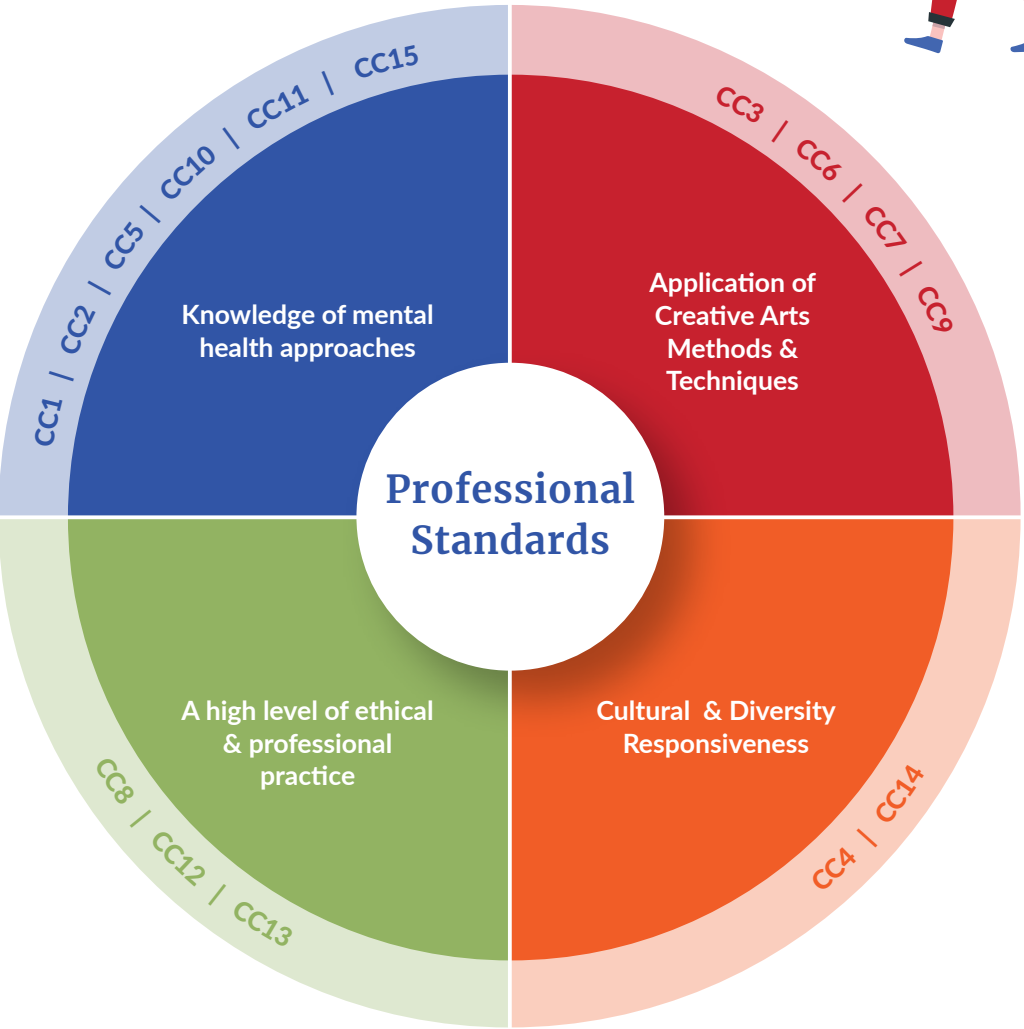 CC1 | CC2 | CC5 | CC10 | CC11 | CC15
Knowledge of mental
health approaches
CC3 | CC6 | CC7 | CC9
Application of
Creative Arts
Methods &
Techniques
Professional
Standards
A high level of ethical
& professional
practice
CC8 | CC12 | CC13
Cultural & Diversity
Responsiveness
CC4 | CC14